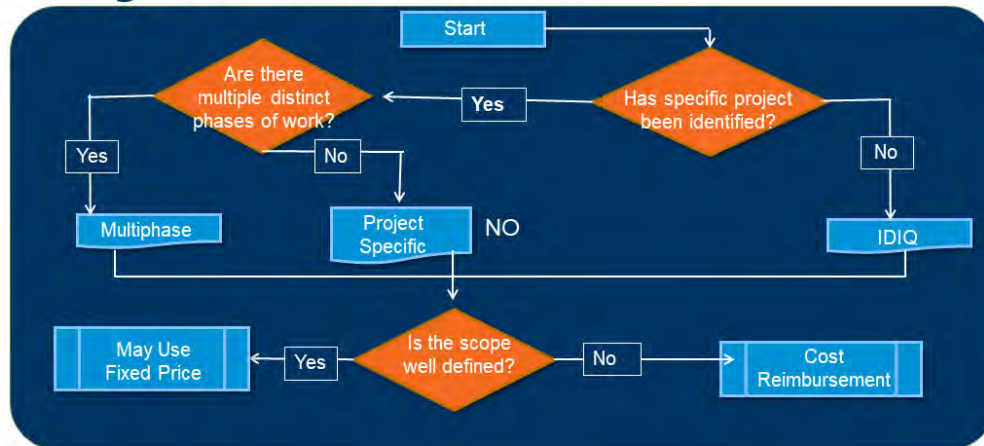 Start
Are there
multiple distinct
phases of work?
Yes
Has specific project
been identified?
Yes
No
No
Multiphase
Project
Specific
NO
IDIQ
May Use
Fixed Price
Yes
Is the scope
well defined?
No
Cost
Reimbursement